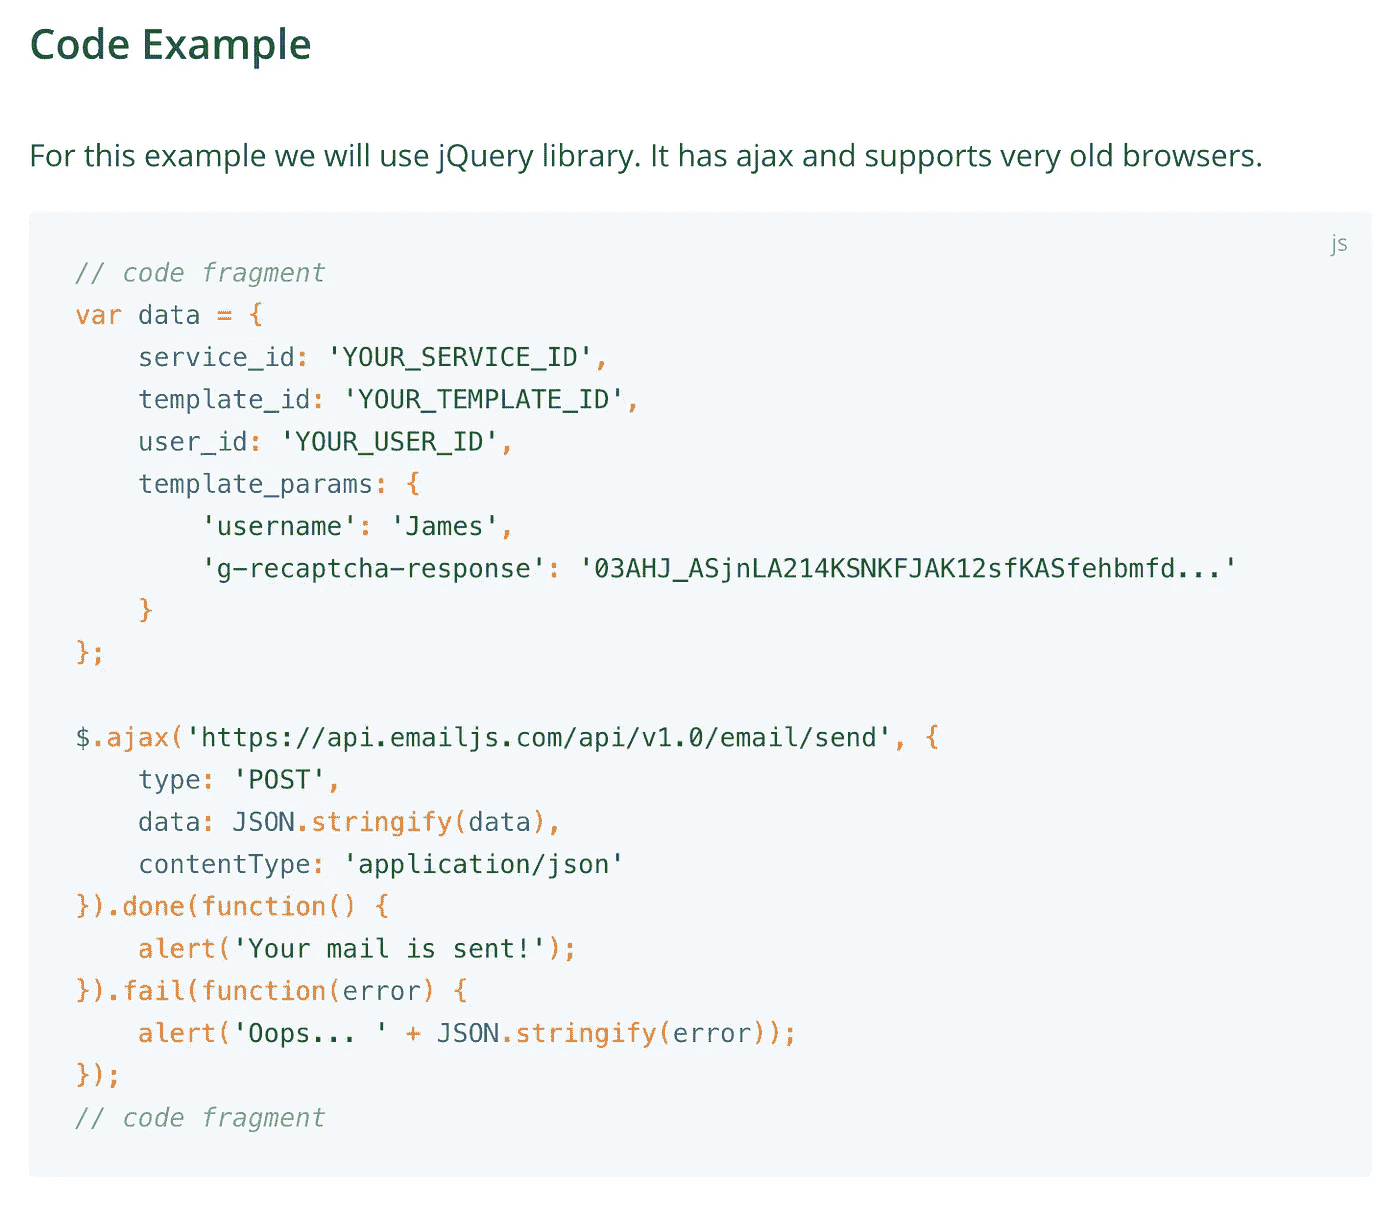 Code Example
For this example we will use jQuery library. It has ajax and supports very old browsers.
js
// code fragment
var data = {
    service_id: 'YOUR_SERVICE_ID',
    template_id: 'YOUR_TEMPLATE_ID',
    user_id: 'YOUR_USER_ID',
    template_params: {
        'username': 'James',
        'g-recaptcha-response': '03AHJ_ASjnLA214KSNKFJAK12sfKASfehbmfd...'
    }
};

$.ajax('https://api.emailjs.com/api/v1.0/email/send', {
    type: 'POST',
    data: JSON.stringify(data),
    contentType: 'application/json'
}).done(function() {
    alert('Your mail is sent!');
}).fail(function(error) {
    alert('Oops... ' + JSON.stringify(error));
});
// code fragment